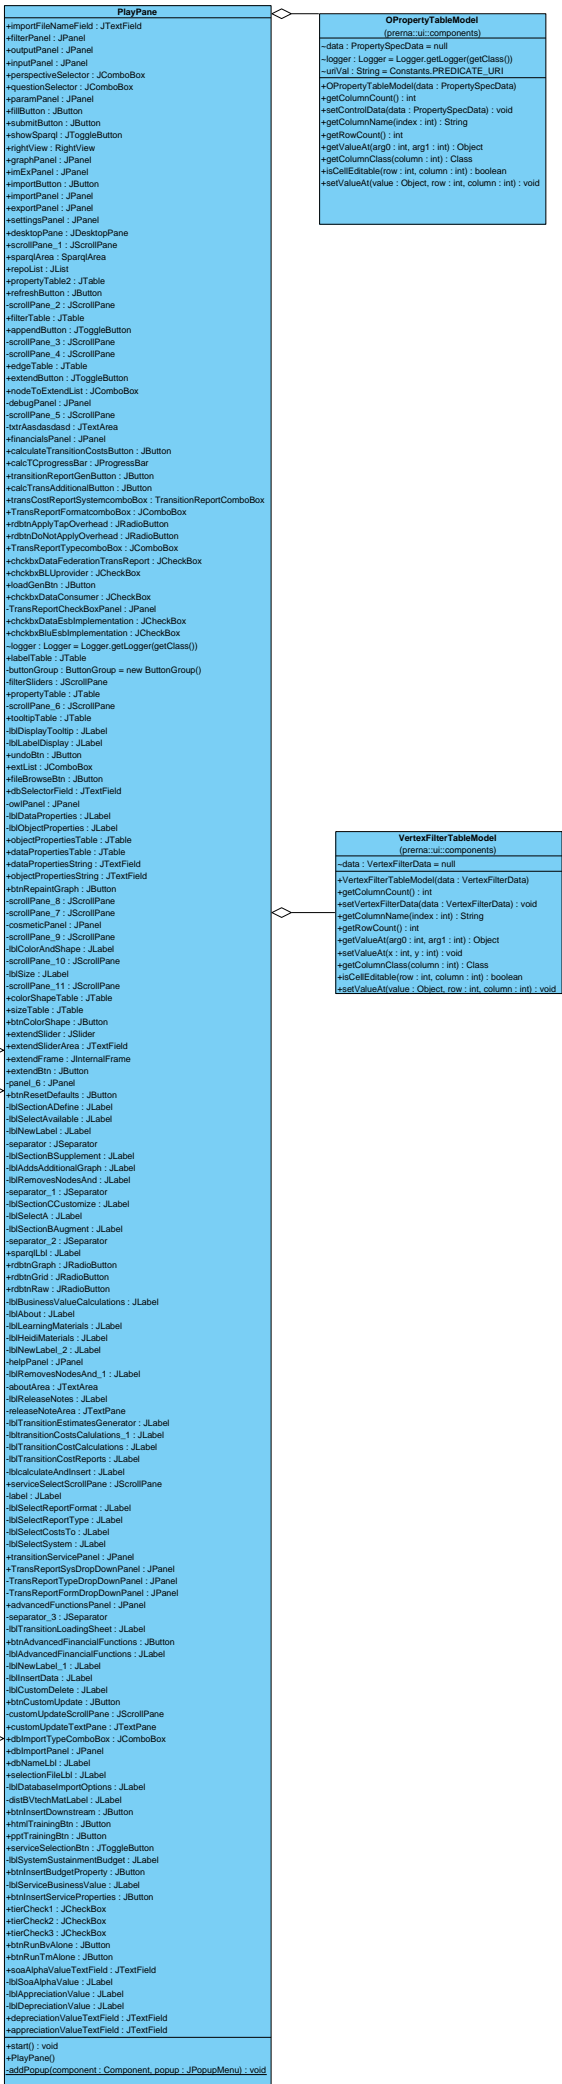 PlayPane
+importFileNameField : JTextField
+filterPanel : JPanel
+outputPanel : JPanel
+inputPanel : JPanel
+perspectiveSelector : JComboBox
+questionSelector : JComboBox
+paramPanel : JPanel
+fillButton : JButton
+submitButton : JButton
+showSparql : JToggleButton
+rightView : RightView
+graphPanel : JPanel
+imExPanel : JPanel
+importButton : JButton
+importPanel : JPanel
+exportPanel : JPanel
+settingsPanel : JPanel
+desktopPane : JDesktopPane
+scrollPane_1 : JScrollPane
+sparqlArea : SparqlArea
+repoList : JList
+propertyTable2 : JTable
+refreshButton : JButton
-scrollPane_2 : JScrollPane
+filterTable : JTable
+appendButton : JToggleButton
-scrollPane_3 : JScrollPane
-scrollPane_4 : JScrollPane
+edgeTable : JTable
+extendButton : JToggleButton
+nodeToExtendList : JComboBox
-debugPanel : JPanel
-scrollPane_5 : JScrollPane
-txtrAasdasdasd : JTextArea
+financialsPanel : JPanel
+calculateTransitionCostsButton : JButton
+calcTCprogressBar : JProgressBar
+transitionReportGenButton : JButton
+calcTransAdditionalButton : JButton
+transCostReportSystemcomboBox : TransitionReportComboBox
+TransReportFormatcomboBox : JComboBox
+rdbtnApplyTapOverhead : JRadioButton
+rdbtnDoNotApplyOverhead : JRadioButton
+TransReportTypecomboBox : JComboBox
+chckbxDataFederationTransReport : JCheckBox
+chckbxBLUprovider : JCheckBox
+loadGenBtn : JButton
+chckbxDataConsumer : JCheckBox
-TransReportCheckBoxPanel : JPanel
+chckbxDataEsbImplementation : JCheckBox
+chckbxBluEsbImplementation : JCheckBox
~logger : Logger = Logger.getLogger(getClass())
+labelTable : JTable
-buttonGroup : ButtonGroup = new ButtonGroup()
-filterSliders : JScrollPane
+propertyTable : JTable
-scrollPane_6 : JScrollPane
+tooltipTable : JTable
-lblDisplayTooltip : JLabel
-lblLabelDisplay : JLabel
+undoBtn : JButton
+extList : JComboBox
+fileBrowseBtn : JButton
+dbSelectorField : JTextField
-owlPanel : JPanel
-lblDataProperties : JLabel
-lblObjectProperties : JLabel
+objectPropertiesTable : JTable
+dataPropertiesTable : JTable
+dataPropertiesString : JTextField
+objectPropertiesString : JTextField
+btnRepaintGraph : JButton
-scrollPane_8 : JScrollPane
-scrollPane_7 : JScrollPane
-cosmeticPanel : JPanel
-scrollPane_9 : JScrollPane
-lblColorAndShape : JLabel
-scrollPane_10 : JScrollPane
-lblSize : JLabel
-scrollPane_11 : JScrollPane
+colorShapeTable : JTable
+sizeTable : JTable
+btnColorShape : JButton
+extendSlider : JSlider
+extendSliderArea : JTextField
+extendFrame : JInternalFrame
+extendBtn : JButton
-panel_6 : JPanel
+btnResetDefaults : JButton
-lblSectionADefine : JLabel
-lblSelectAvailable : JLabel
-lblNewLabel : JLabel
-separator : JSeparator
-lblSectionBSupplement : JLabel
-lblAddsAdditionalGraph : JLabel
-lblRemovesNodesAnd : JLabel
-separator_1 : JSeparator
-lblSectionCCustomize : JLabel
-lblSelectA : JLabel
-lblSectionBAugment : JLabel
-separator_2 : JSeparator
+sparqlLbl : JLabel
+rdbtnGraph : JRadioButton
+rdbtnGrid : JRadioButton
+rdbtnRaw : JRadioButton
-lblBusinessValueCalculations : JLabel
-lblAbout : JLabel
-lblLearningMaterials : JLabel
-lblHeidiMaterials : JLabel
-lblNewLabel_2 : JLabel
-helpPanel : JPanel
-lblRemovesNodesAnd_1 : JLabel
-aboutArea : JTextArea
-lblReleaseNotes : JLabel
-releaseNoteArea : JTextPane
-lblTransitionEstimatesGenerator : JLabel
-lbltransitionCostsCalulations_1 : JLabel
-lblTransitionCostCalculations : JLabel
-lblTransitionCostReports : JLabel
-lblcalculateAndInsert : JLabel
+serviceSelectScrollPane : JScrollPane
-label : JLabel
-lblSelectReportFormat : JLabel
-lblSelectReportType : JLabel
-lblSelectCostsTo : JLabel
-lblSelectSystem : JLabel
+transitionServicePanel : JPanel
+TransReportSysDropDownPanel : JPanel
-TransReportTypeDropDownPanel : JPanel
-TransReportFormDropDownPanel : JPanel
+advancedFunctionsPanel : JPanel
-separator_3 : JSeparator
-lblTransitionLoadingSheet : JLabel
+btnAdvancedFinancialFunctions : JButton
-lblAdvancedFinancialFunctions : JLabel
-lblNewLabel_1 : JLabel
-lblInsertData : JLabel
-lblCustomDelete : JLabel
+btnCustomUpdate : JButton
-customUpdateScrollPane : JScrollPane
+customUpdateTextPane : JTextPane
+dbImportTypeComboBox : JComboBox
+dbImportPanel : JPanel
+dbNameLbl : JLabel
+selectionFileLbl : JLabel
-lblDatabaseImportOptions : JLabel
-distBVtechMatLabel : JLabel
+btnInsertDownstream : JButton
+htmlTrainingBtn : JButton
+pptTrainingBtn : JButton
+serviceSelectionBtn : JToggleButton
-lblSystemSustainmentBudget : JLabel
+btnInsertBudgetProperty : JButton
-lblServiceBusinessValue : JLabel
+btnInsertServiceProperties : JButton
+tierCheck1 : JCheckBox
+tierCheck2 : JCheckBox
+tierCheck3 : JCheckBox
+btnRunBvAlone : JButton
+btnRunTmAlone : JButton
+soaAlphaValueTextField : JTextField
-lblSoaAlphaValue : JLabel
-lblAppreciationValue : JLabel
-lblDepreciationValue : JLabel
+depreciationValueTextField : JTextField
+appreciationValueTextField : JTextField
+start() : void
+PlayPane()
-addPopup(component : Component, popup : JPopupMenu) : void
OPropertyTableModel
(prerna::ui::components)
~data : PropertySpecData = null
~logger : Logger = Logger.getLogger(getClass())
~uriVal : String = Constants.PREDICATE_URI
+OPropertyTableModel(data : PropertySpecData)
+getColumnCount() : int
+setControlData(data : PropertySpecData) : void
+getColumnName(index : int) : String
+getRowCount() : int
+getValueAt(arg0 : int, arg1 : int) : Object
+getColumnClass(column : int) : Class
+isCellEditable(row : int, column : int) : boolean
+setValueAt(value : Object, row : int, column : int) : void
VertexFilterTableModel
(prerna::ui::components)
~data : VertexFilterData = null
+VertexFilterTableModel(data : VertexFilterData)
+getColumnCount() : int
+setVertexFilterData(data : VertexFilterData) : void
+getColumnName(index : int) : String
+getRowCount() : int
+getValueAt(arg0 : int, arg1 : int) : Object
+setValueAt(x : int, y : int) : void
+getColumnClass(column : int) : Class
+isCellEditable(row : int, column : int) : boolean
+setValueAt(value : Object, row : int, column : int) : void